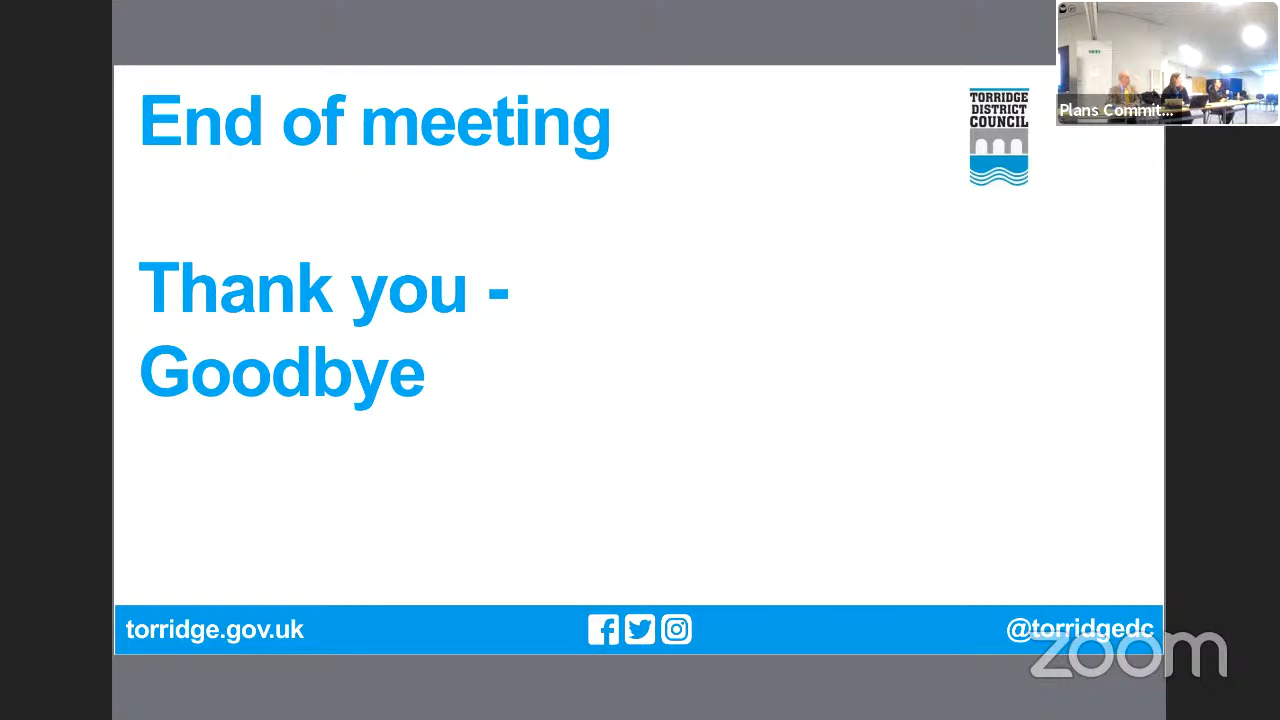 End of meeting
TORRIDGE
DISTRICT
COUNCIL
Plans Commit...
Thank you -
Goodbye
torridge.gov.uk
@torridgedc
zoom